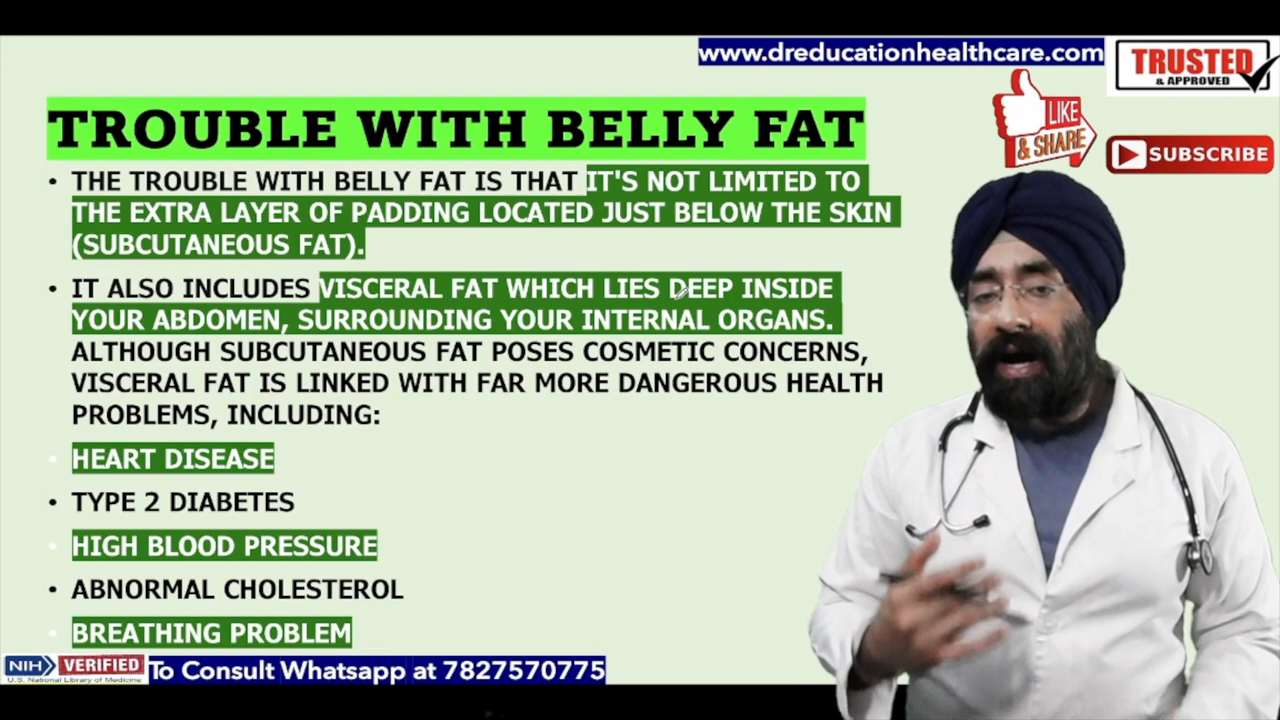 www.dreducationhealthcare.com
TRUSTED
& APPROVED
TROUBLE WITH BELLY FAT
LIKE
& SHARE
SUBSCRIBE
• THE TROUBLE WITH BELLY FAT IS THAT IT'S NOT LIMITED TO
THE EXTRA LAYER OF PADDING LOCATED JUST BELOW THE SKIN
(SUBCUTANEOUS FAT).
• IT ALSO INCLUDES VISCERAL FAT WHICH LIES DEEP INSIDE
YOUR ABDOMEN, SURROUNDING YOUR INTERNAL ORGANS.
ALTHOUGH SUBCUTANEOUS FAT POSES COSMETIC CONCERNS,
VISCERAL FAT IS LINKED WITH FAR MORE DANGEROUS HEALTH
PROBLEMS, INCLUDING:
• HEART DISEASE
• TYPE 2 DIABETES
• HIGH BLOOD PRESSURE
• ABNORMAL CHOLESTEROL
• BREATHING PROBLEM
NIH VERIFIED
U.S. National Library of Medicine
To Consult Whatsapp at 7827570775